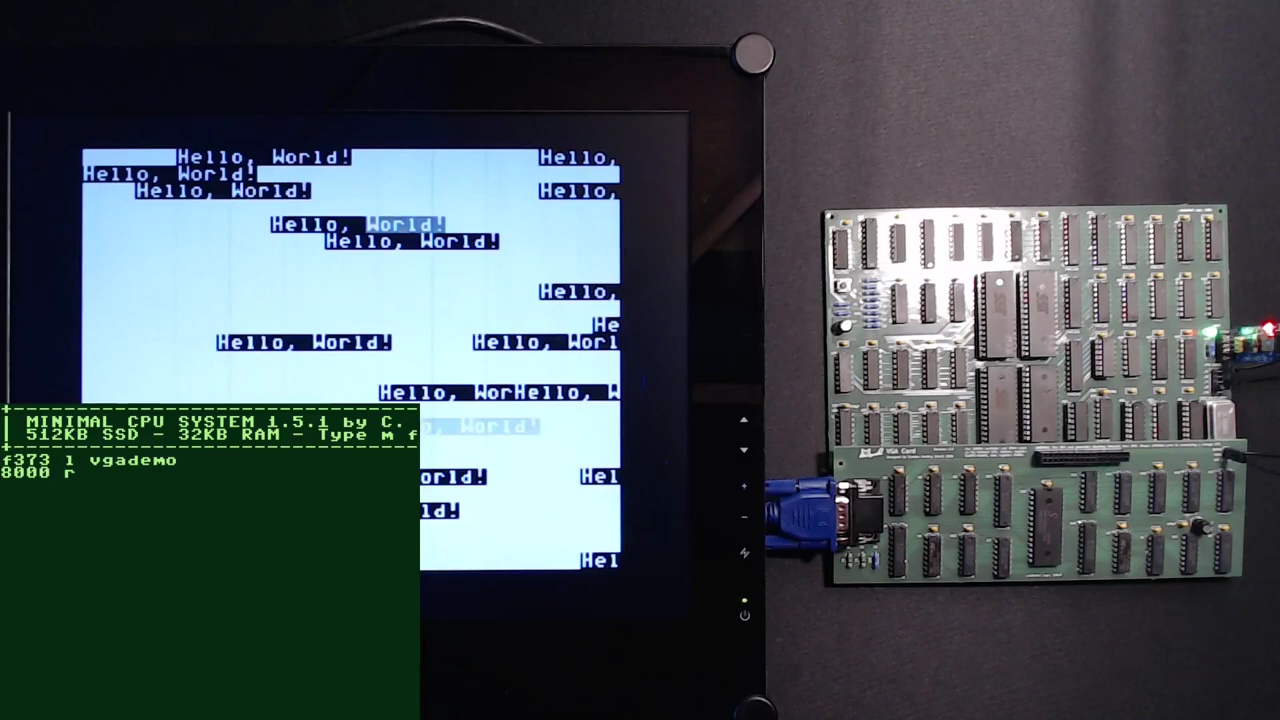 Hello, World! Hello,
Hello, World!
Hello, World! Hello,
Hello, World!
Hello, World!
Hello,
He
Hello, World! Hello, Worl
Hello, WorHello, W
o, World!
orld! Hel
ld!
Hel
MINIMAL CPU SYSTEM 1.5.1 by C.
512KB SSD - 32KB RAM - Type m f
f373 l vgademo
8000 r
VGA Card